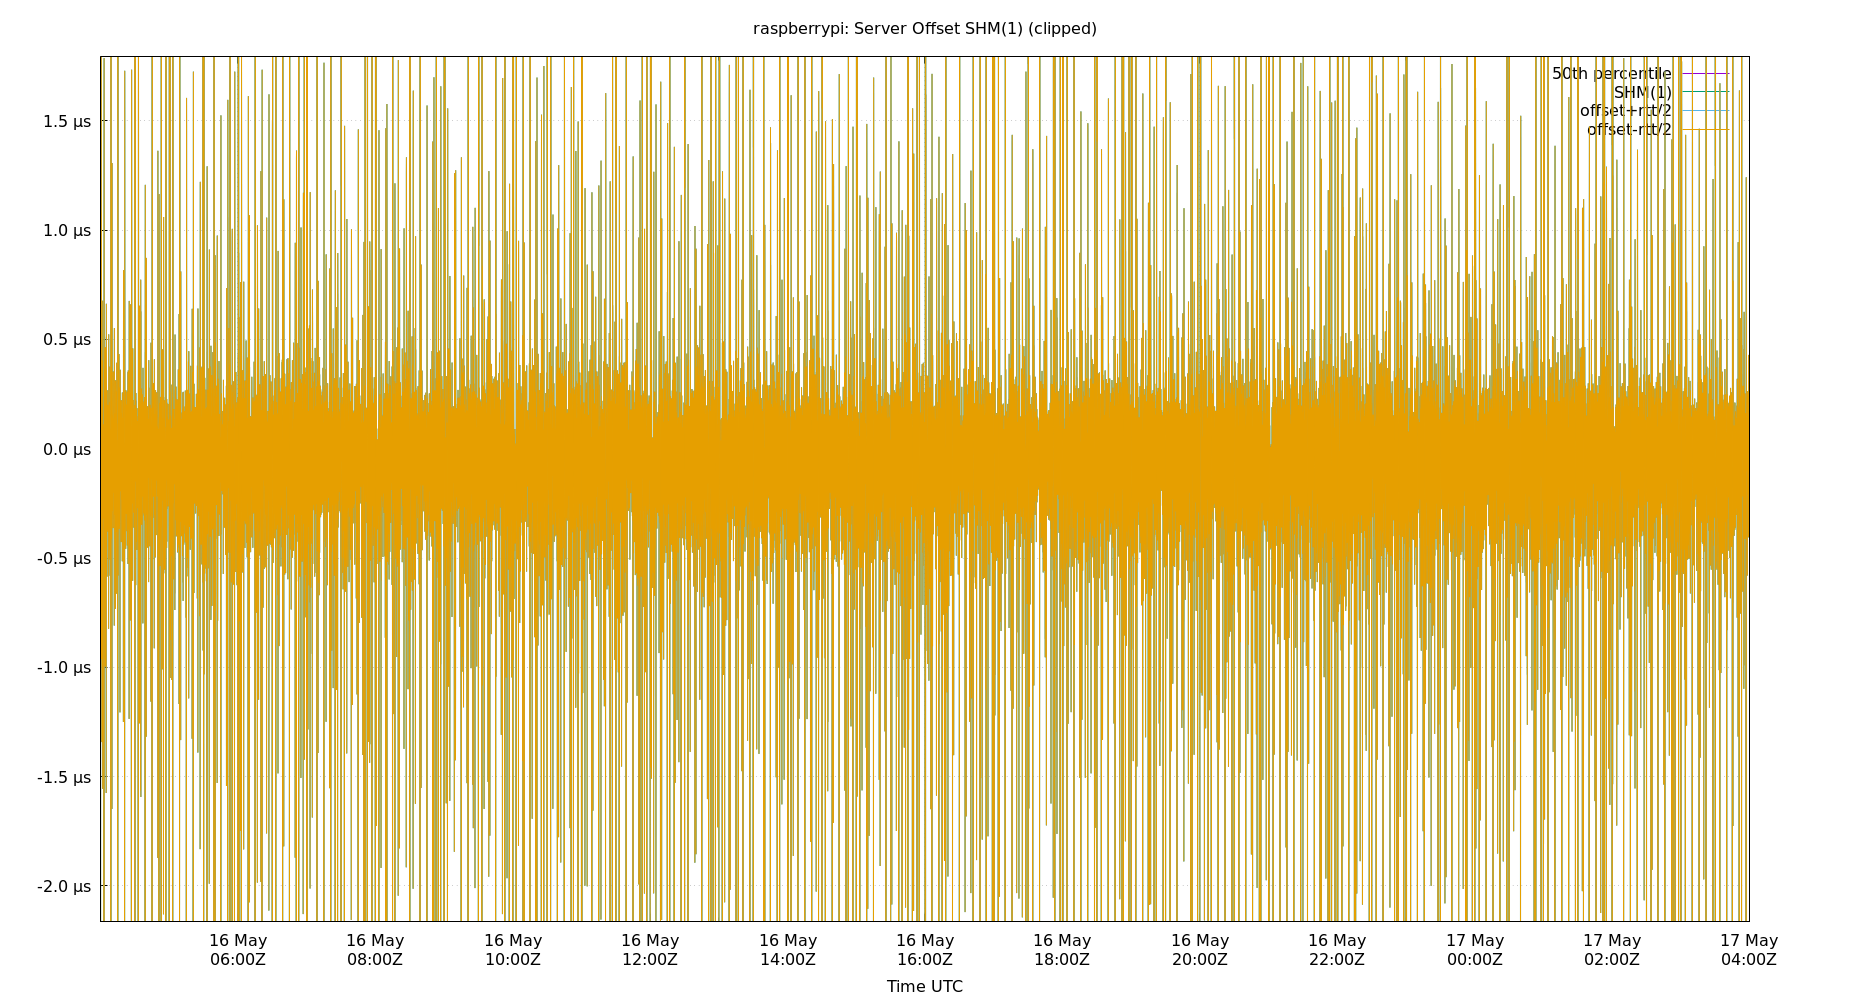 raspberrypi: Server Offset SHM(1) (clipped)
50th percentile
SHM(1)
offset+rtt/2
offset-rtt/2
1.5 µs
1.0 µs
0.5 µs
0.0 µs
-0.5 µs
-1.0 µs
-1.5 µs
-2.0 µs
16 May 16 May 16 May 16 May 16 May 16 May 16 May 16 May 16 May 17 May 17 May 17 May
06:00Z 08:00Z 10:00Z 12:00Z 14:00Z 16:00Z 18:00Z 20:00Z 22:00Z 00:00Z 02:00Z 04:00Z
Time UTC